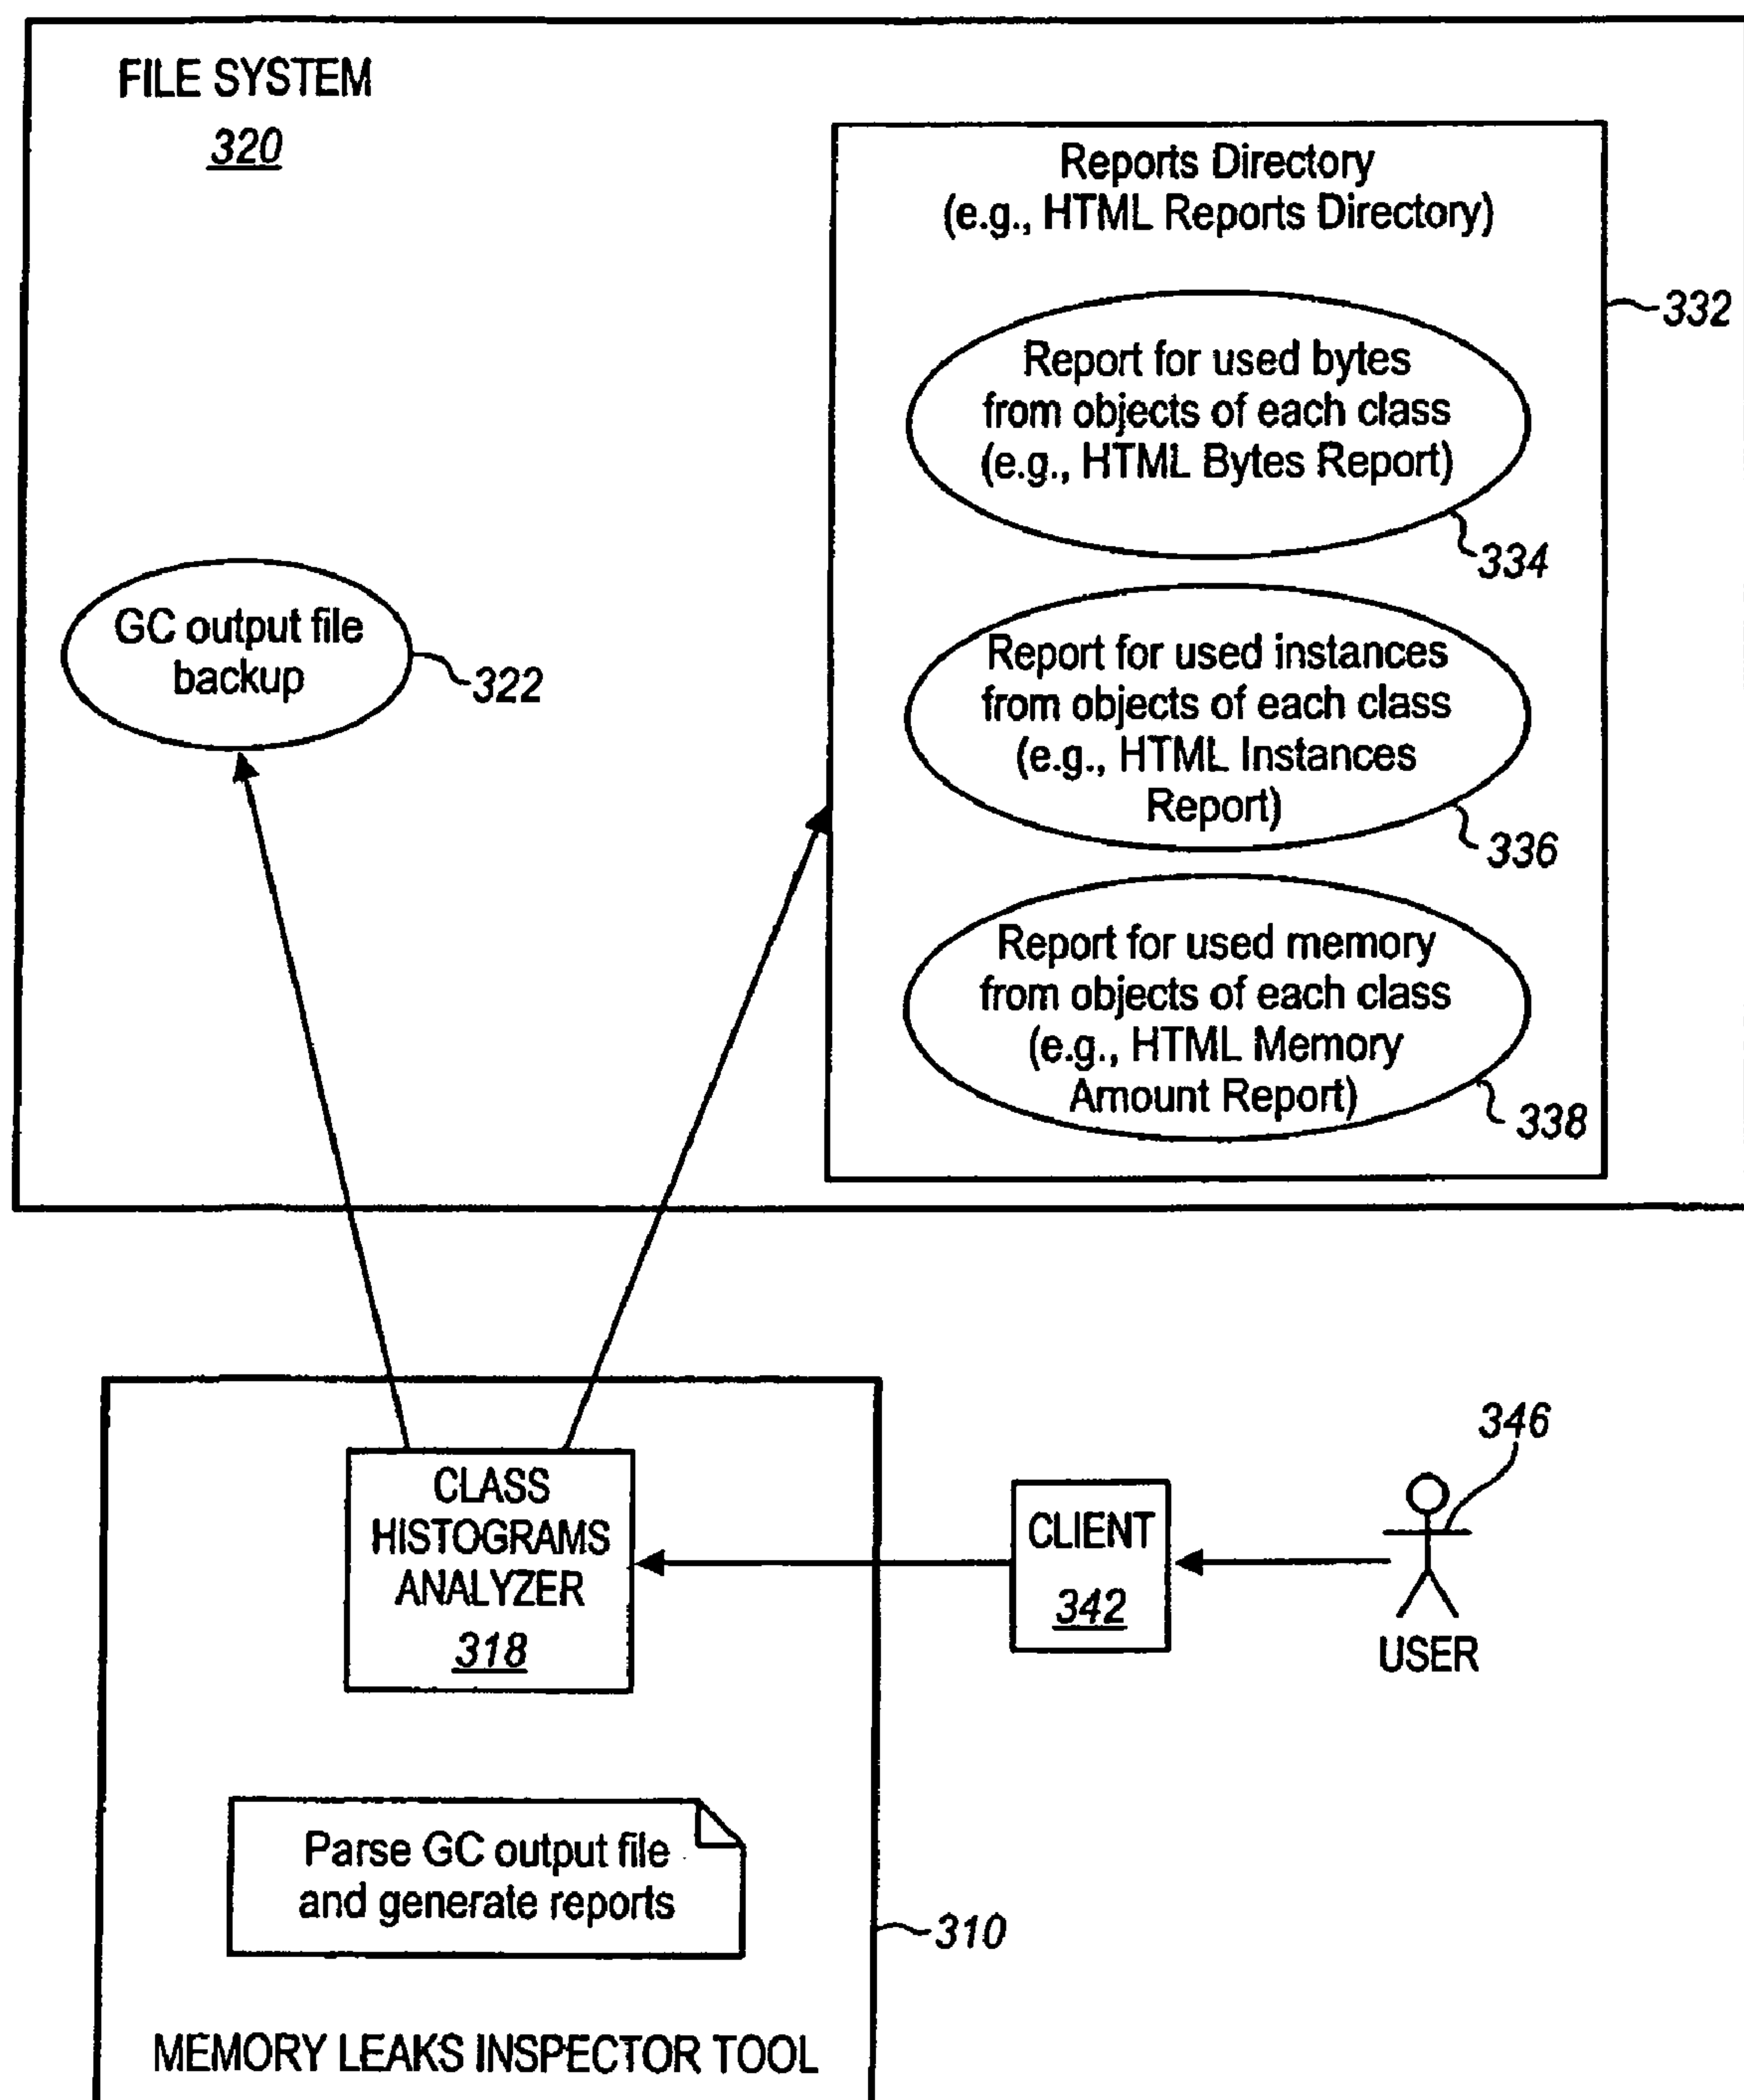 FILE SYSTEM
320
Reports Directory
(e.g., HTML Reports Directory)
332
Report for used bytes
from objects of each class
(e.g., HTML Bytes Report)
334
GC output file
backup
322
Report for used instances
from objects of each class
(e.g., HTML Instances
Report)
336
Report for used memory
from objects of each class
(e.g., HTML Memory
Amount Report)
338
CLASS
HISTOGRAMS
ANALYZER
318
CLIENT
342
346
USER
Parse GC output file
and generate reports
310
MEMORY LEAKS INSPECTOR TOOL